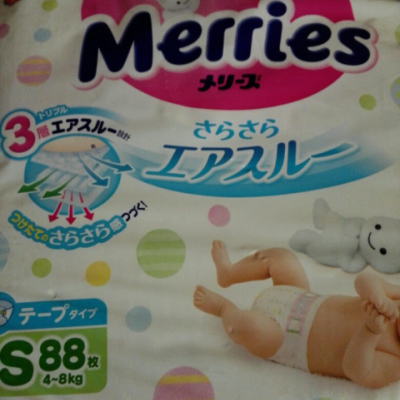 Merries
メリーズ
トリプル
3層エアスルー設計
さらさら
エアスルー
つけたてのさらさら感つづく!
テープタイプ
S88枚
4~8kg